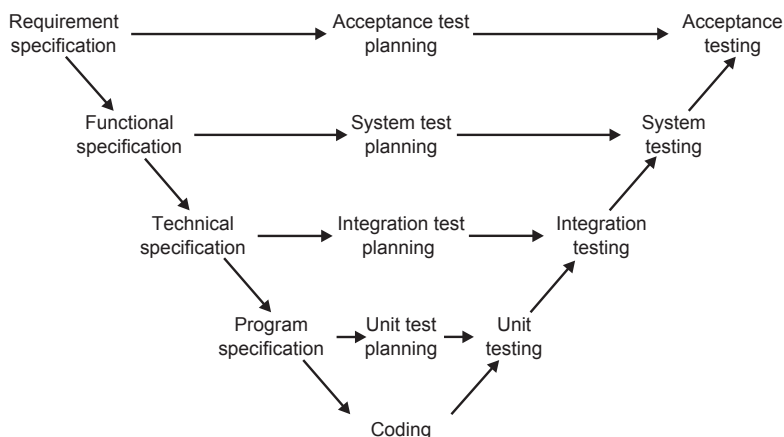 Requirement
specification
Acceptance test
planning
Acceptance
testing
Functional
specification
System test
planning
System
testing
Technical
specification
Integration test
planning
Integration
testing
Program
specification
Unit test
planning
Unit
testing
Coding